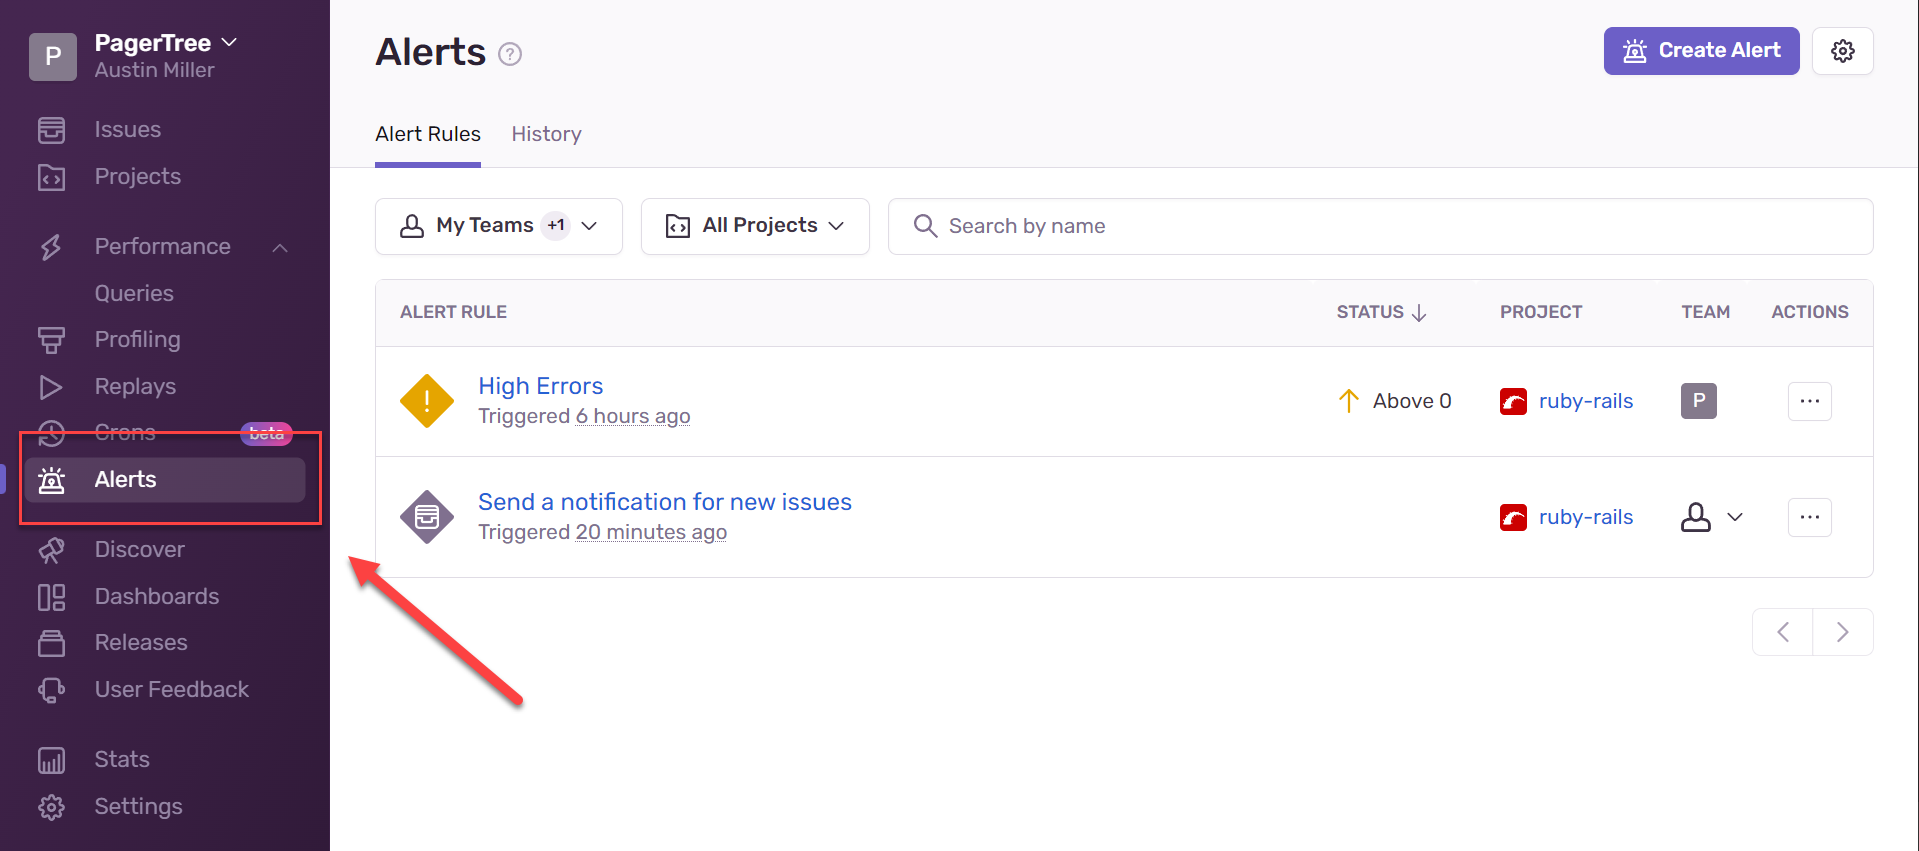 P
PagerTree
Austin Miller
Issues
Projects
Performance
Queries
Profiling
Replays
Crons beta
Alerts
Discover
Dashboards
Releases
User Feedback
Stats
Settings
Alerts ?
Create Alert
Alert Rules History
My Teams +1
All Projects
Search by name
ALERT RULE STATUS PROJECT TEAM ACTIONS
High Errors
Triggered 6 hours ago
Above 0 ruby-rails P ...
Send a notification for new issues
Triggered 20 minutes ago
ruby-rails ...